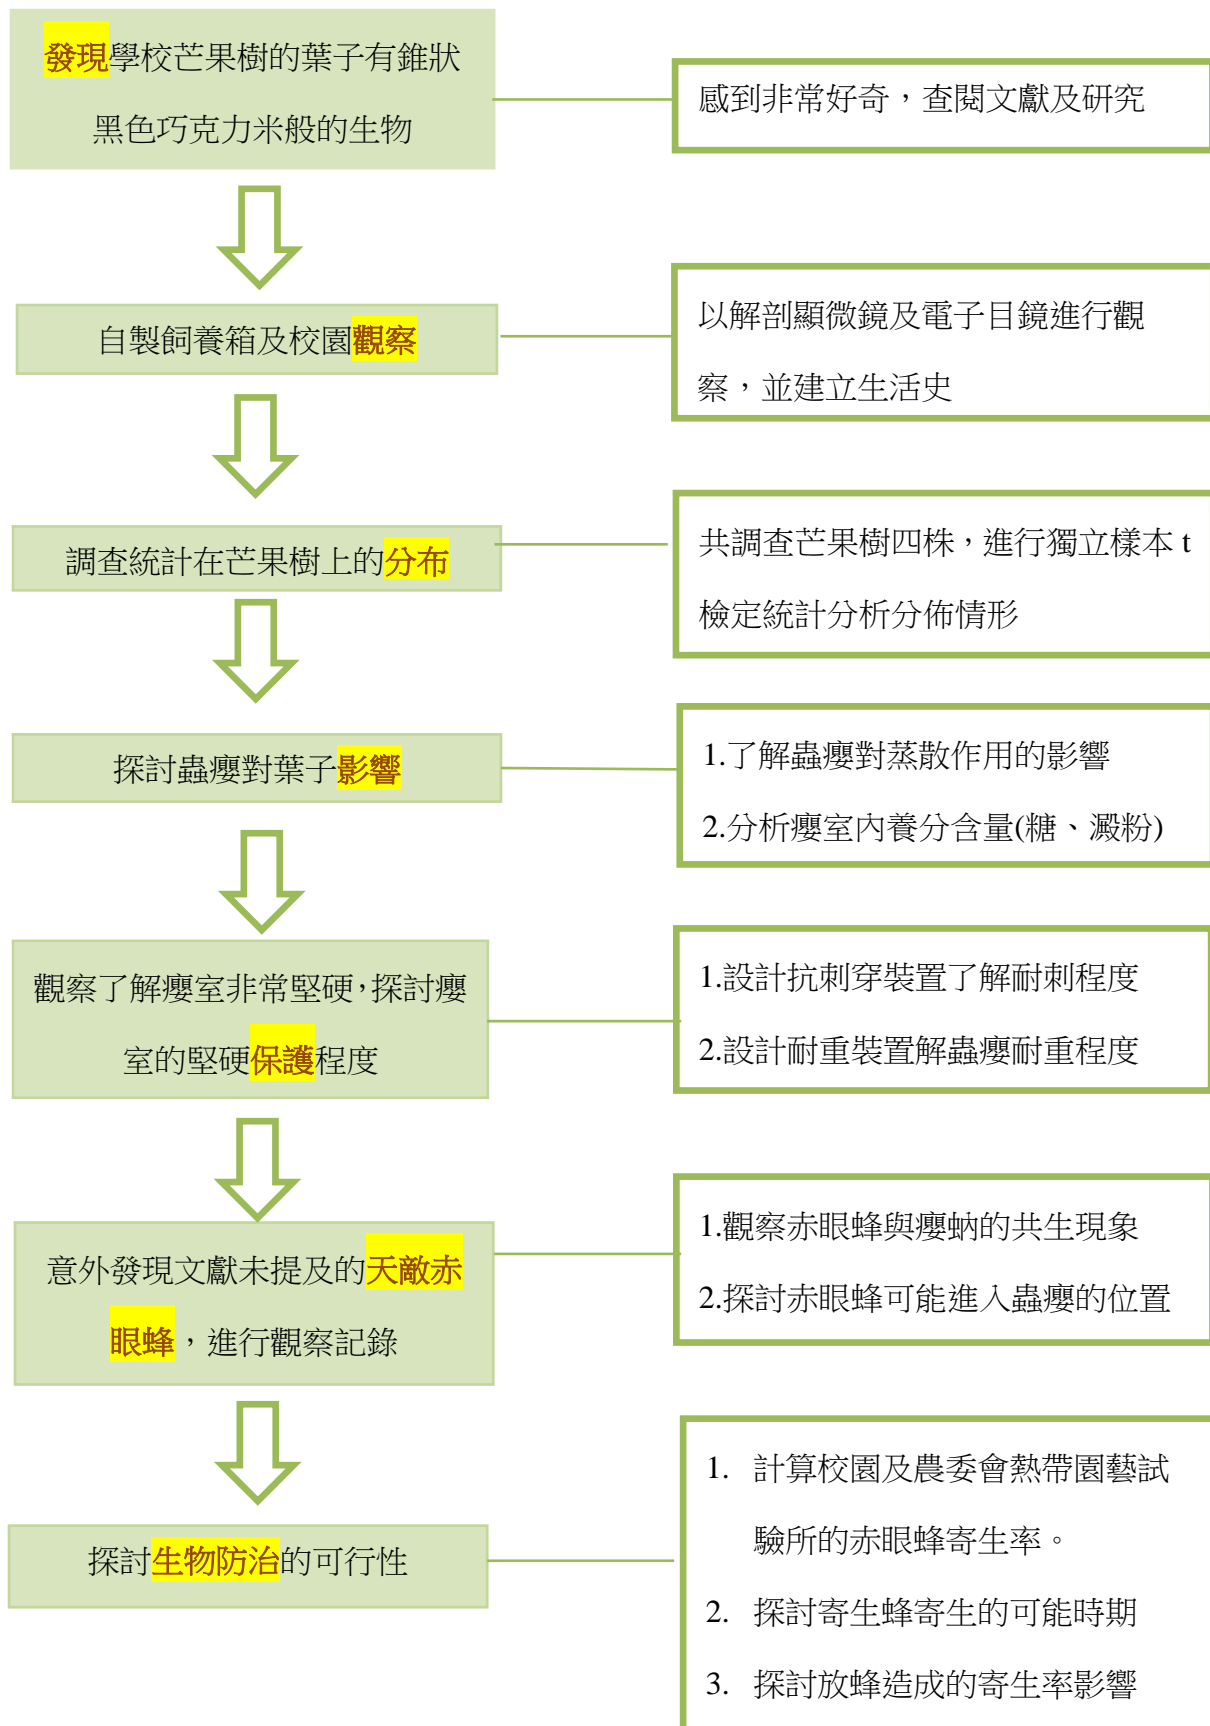 發現學校芒果樹的葉子有錐狀
黑色巧克力米般的生物
感到非常好奇，查閱文獻及研究
自製飼養箱及校園觀察
以解剖顯微鏡及電子目鏡進行觀
察，並建立生活史
調查統計在芒果樹上的分布
共調查芒果樹四株，進行獨立樣本 t
檢定統計分析分佈情形
探討蟲癭對葉子影響
1.了解蟲癭對蒸散作用的影響
2.分析癭室內養分含量(糖、澱粉)
觀察了解癭室非常堅硬，探討癭
室的堅硬保護程度
1.設計抗刺穿裝置了解耐刺程度
2.設計耐重裝置解蟲癭耐重程度
意外發現文獻未提及的天敵赤
眼蜂，進行觀察記錄
1.觀察赤眼蜂與癭蚋的共生現象
2.探討赤眼蜂可能進入蟲癭的位置
探討生物防治的可行性
1. 計算校園及農委會熱帶園藝試
驗所的赤眼蜂寄生率。
2. 探討寄生蜂寄生的可能時期
3. 探討放蜂造成的寄生率影響